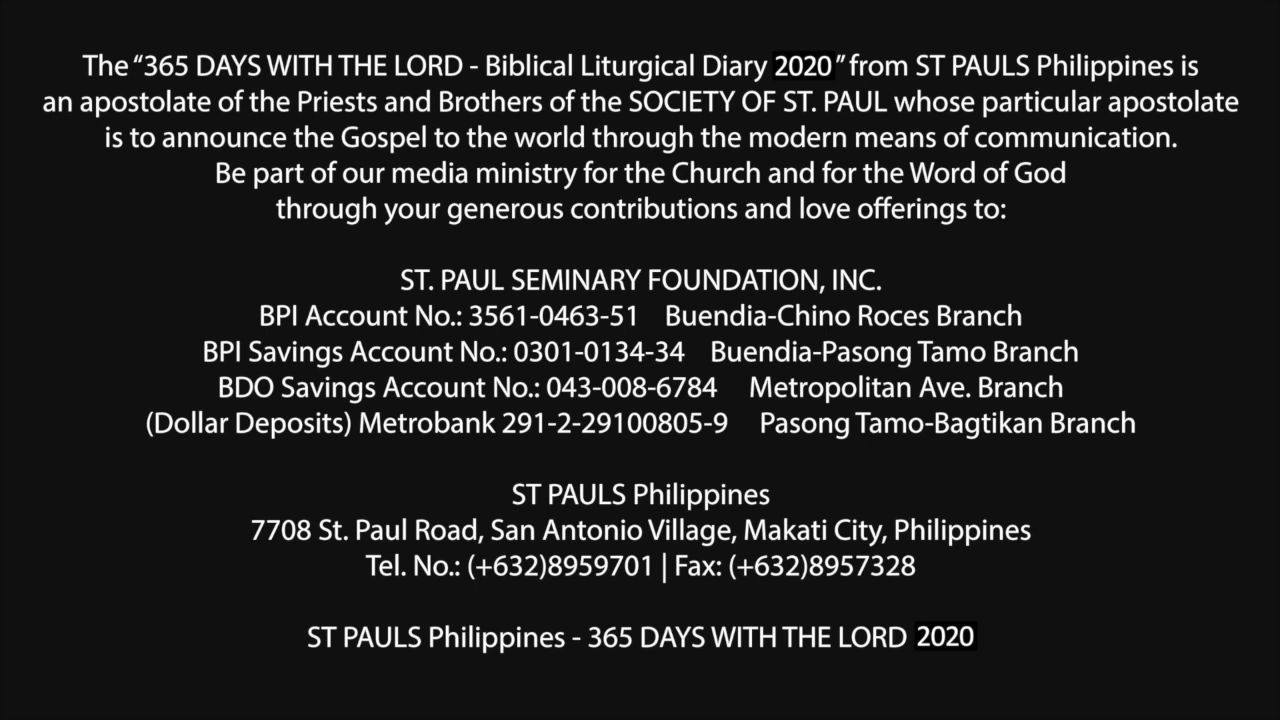 The “365 DAYS WITH THE LORD - Biblical Liturgical Diary 2020” from ST PAULS Philippines is
an apostolate of the Priests and Brothers of the SOCIETY OF ST. PAUL whose particular apostolate
is to announce the Gospel to the world through the modern means of communication.
Be part of our media ministry for the Church and for the Word of God
through your generous contributions and love offerings to:
ST. PAUL SEMINARY FOUNDATION, INC.
BPI Account No.: 3561-0463-51 Buendia-Chino Roces Branch
BPI Savings Account No.: 0301-0134-34 Buendia-Pasong Tamo Branch
BDO Savings Account No.: 043-008-6784 Metropolitan Ave. Branch
(Dollar Deposits) Metrobank 291-2-29100805-9 Pasong Tamo-Bagtikan Branch
ST PAULS Philippines
7708 St. Paul Road, San Antonio Village, Makati City, Philippines
Tel. No.: (+632)8959701 | Fax: (+632)8957328
ST PAULS Philippines - 365 DAYS WITH THE LORD 2020